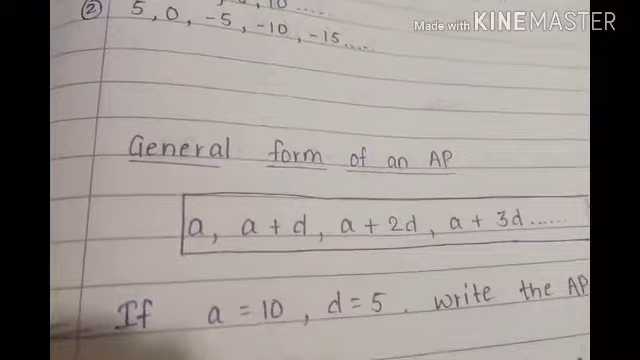 10 .....
Made with KINEMASTER
② 5, 0, -5, -10, -15....
General form of an AP
a, a + d, a + 2d, a + 3d......
If a = 10, d = 5. write the AP